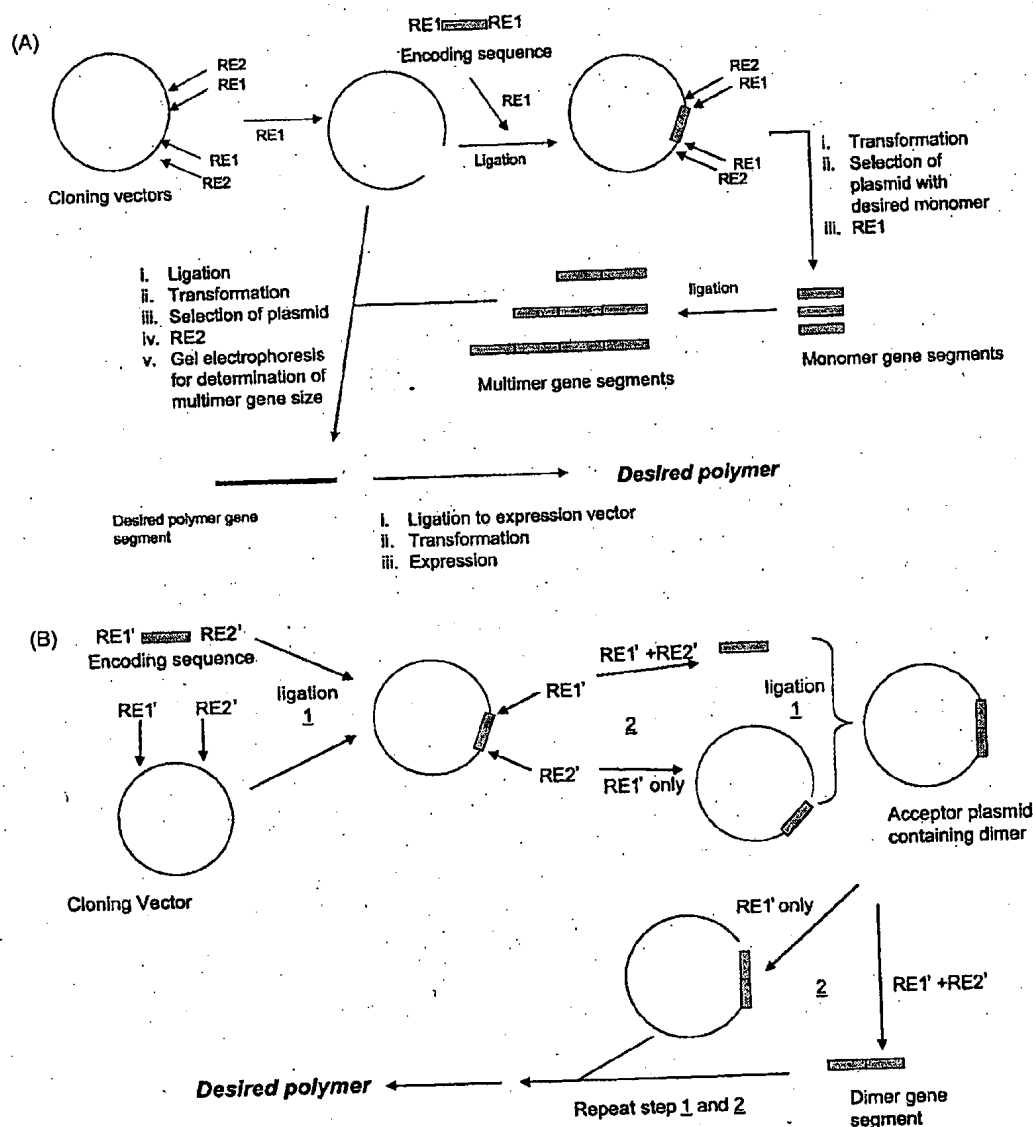 (A)
RE1 RE1
Encoding sequence
RE2
RE1
RE1
RE2
Cloning vectors
RE1
RE1
Ligation
RE2
RE1
RE1
RE2
i. Transformation
ii. Selection of
plasmid with
desired monomer
iii. RE1
Monomer gene segments
ligation
Multimer gene segments
i. Ligation
ii. Transformation
iii. Selection of plasmid
iv. RE2
v. Gel electrophoresis
for determination of
multimer gene size
Desired polymer gene
segment
Desired polymer
i. Ligation to expression vector
ii. Transformation
iii. Expression
(B)
RE1' RE2'
Encoding sequence
RE1' RE2'
Cloning Vector
ligation
1
RE1'
RE2'
RE1' +RE2'
2
RE1' only
ligation
1
Acceptor plasmid
containing dimer
RE1' only
2
RE1' +RE2'
Dimer gene
segment
Repeat step 1 and 2
Desired polymer